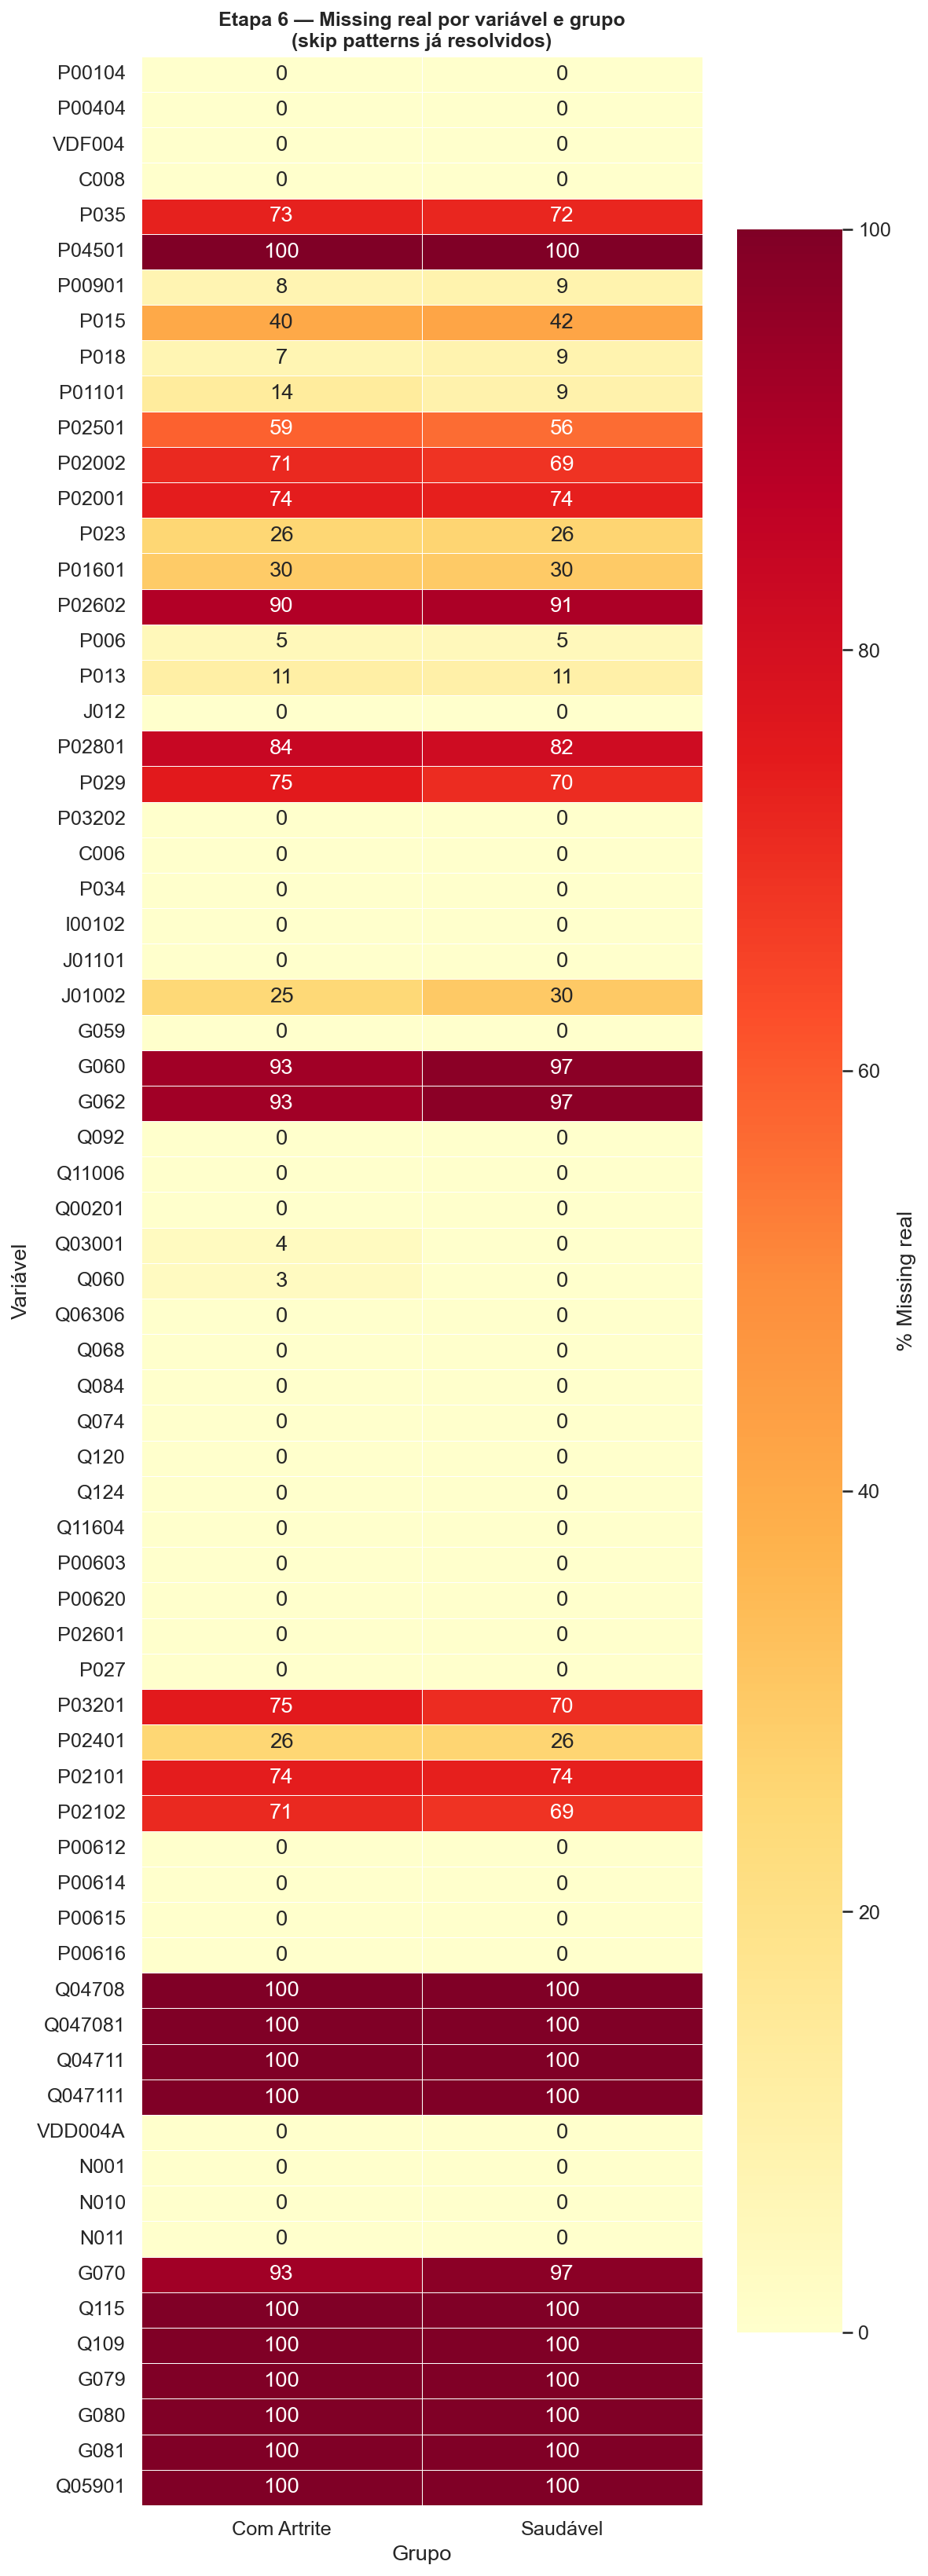 Etapa 6 — Missing real por variável e grupo
(skip patterns já resolvidos)
P00104 0 0
P00404 0 0
VDF004 0 0
C008 0 0
P035 73 72
P04501 100 100
P00901 8 9
P015 40 42
P018 7 9
P01101 14 9
P02501 59 56
P02002 71 69
P02001 74 74
P023 26 26
P01601 30 30
P02602 90 91
P006 5 5
P013 11 11
J012 0 0
P02801 84 82
P029 75 70
P03202 0 0
C006 0 0
P034 0 0
I00102 0 0
J01101 0 0
J01002 25 30
G059 0 0
G060 93 97
G062 93 97
Q092 0 0
Q11006 0 0
Q00201 0 0
Q03001 4 0
Q060 3 0
Q06306 0 0
Q068 0 0
Q084 0 0
Q074 0 0
Q120 0 0
Q124 0 0
Q11604 0 0
P00603 0 0
P00620 0 0
P02601 0 0
P027 0 0
P03201 75 70
P02401 26 26
P02101 74 74
P02102 71 69
P00612 0 0
P00614 0 0
P00615 0 0
P00616 0 0
Q04708 100 100
Q047081 100 100
Q04711 100 100
Q047111 100 100
VDD004A 0 0
N001 0 0
N010 0 0
N011 0 0
G070 93 97
Q115 100 100
Q109 100 100
G079 100 100
G080 100 100
G081 100 100
Q05901 100 100
Com Artrite Saudável
Grupo
Variável
100
80
60
40
20
0
% Missing real